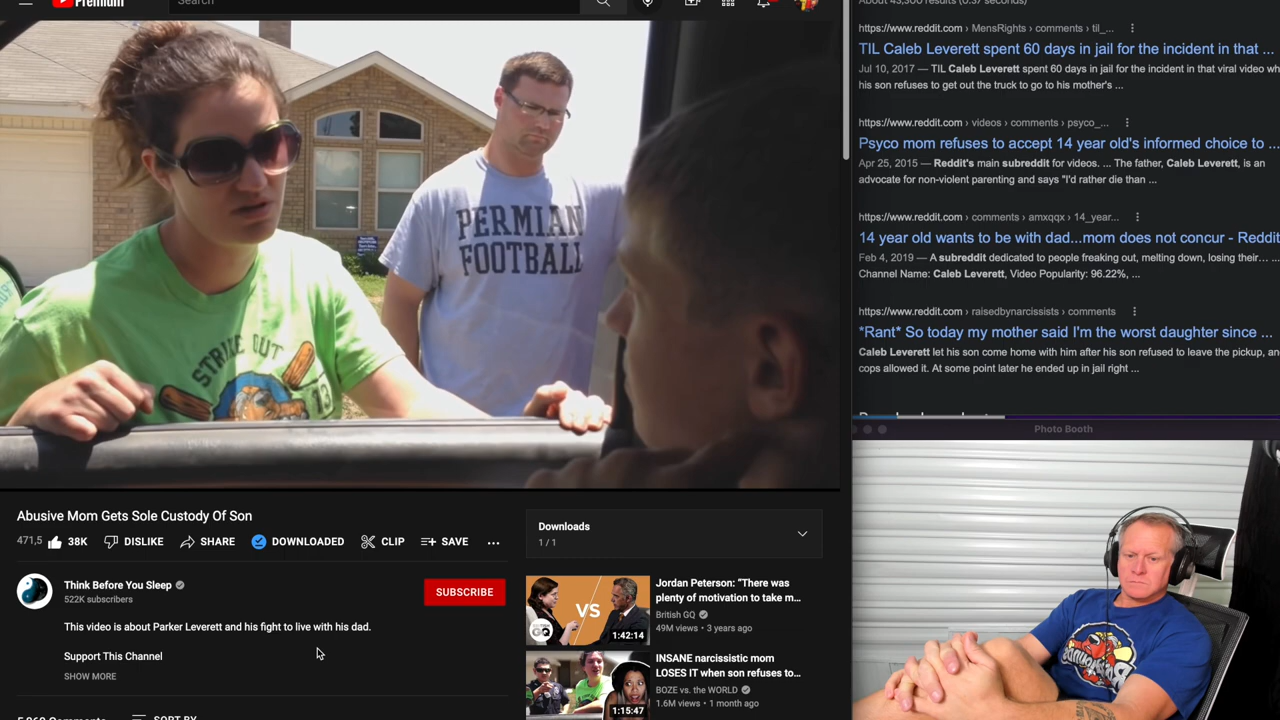 Premium
Search
PERMIAN
FOOTBALL
STRIKE OUT
Abusive Mom Gets Sole Custody Of Son
471,5 38K DISLIKE SHARE DOWNLOADED CLIP SAVE ...
Think Before You Sleep
522K subscribers
SUBSCRIBE
This video is about Parker Leverett and his fight to live with his dad.
Support This Channel
SHOW MORE
SORT BY
Downloads
1 / 1
Jordan Peterson: “There was
plenty of motivation to take m...
British GQ
49M views • 3 years ago
VS
1:42:14
INSANE narcissistic mom
LOSES IT when son refuses to...
BOZE vs. the WORLD
1.6M views • 1 month ago
1:15:47
About 43,300 results (0.37 seconds)
https://www.reddit.com › MensRights › comments › til_...
TIL Caleb Leverett spent 60 days in jail for the incident in that ...
Jul 10, 2017 — TIL Caleb Leverett spent 60 days in jail for the incident in that viral video wh
his son refuses to get out the truck to go to his mother's ...
https://www.reddit.com › videos › comments › psyco_...
Psyco mom refuses to accept 14 year old's informed choice to ...
Apr 25, 2015 — Reddit's main subreddit for videos. ... The father, Caleb Leverett, is an
advocate for non-violent parenting and says "I'd rather die than ...
https://www.reddit.com › comments › amxqqx › 14_year...
14 year old wants to be with dad...mom does not concur - Reddit
Feb 4, 2019 — A subreddit dedicated to people freaking out, melting down, losing their... ...
Channel Name: Caleb Leverett, Video Popularity: 96.22%, ...
https://www.reddit.com › raisedbynarcissists › comments
*Rant* So today my mother said I'm the worst daughter since ...
Caleb Leverett let his son come home with him after his son refused to leave the pickup, an
cops allowed it. At some point later he ended up in jail right ...
Photo Booth